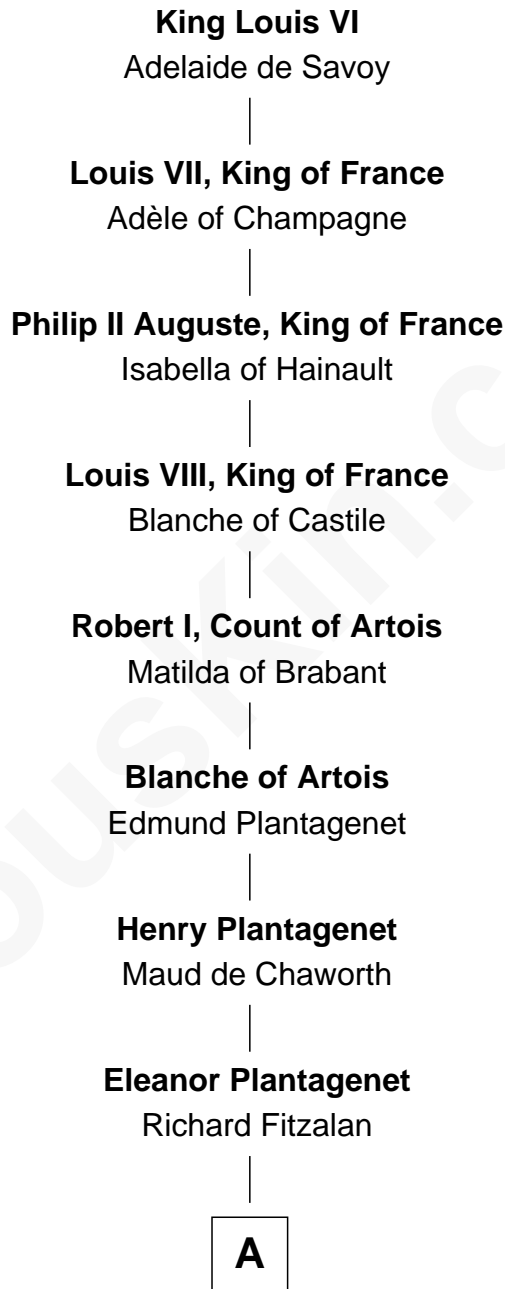 King Louis VI
Adelaide de Savoy
Louis VII, King of France
Adèle of Champagne
Philip II Auguste, King of France
Isabella of Hainault
Louis VIII, King of France
Blanche of Castile
Robert I, Count of Artois
Matilda of Brabant
Blanche of Artois
Edmund Plantagenet
Henry Plantagenet
Maud de Chaworth
Eleanor Plantagenet
Richard Fitzalan
A